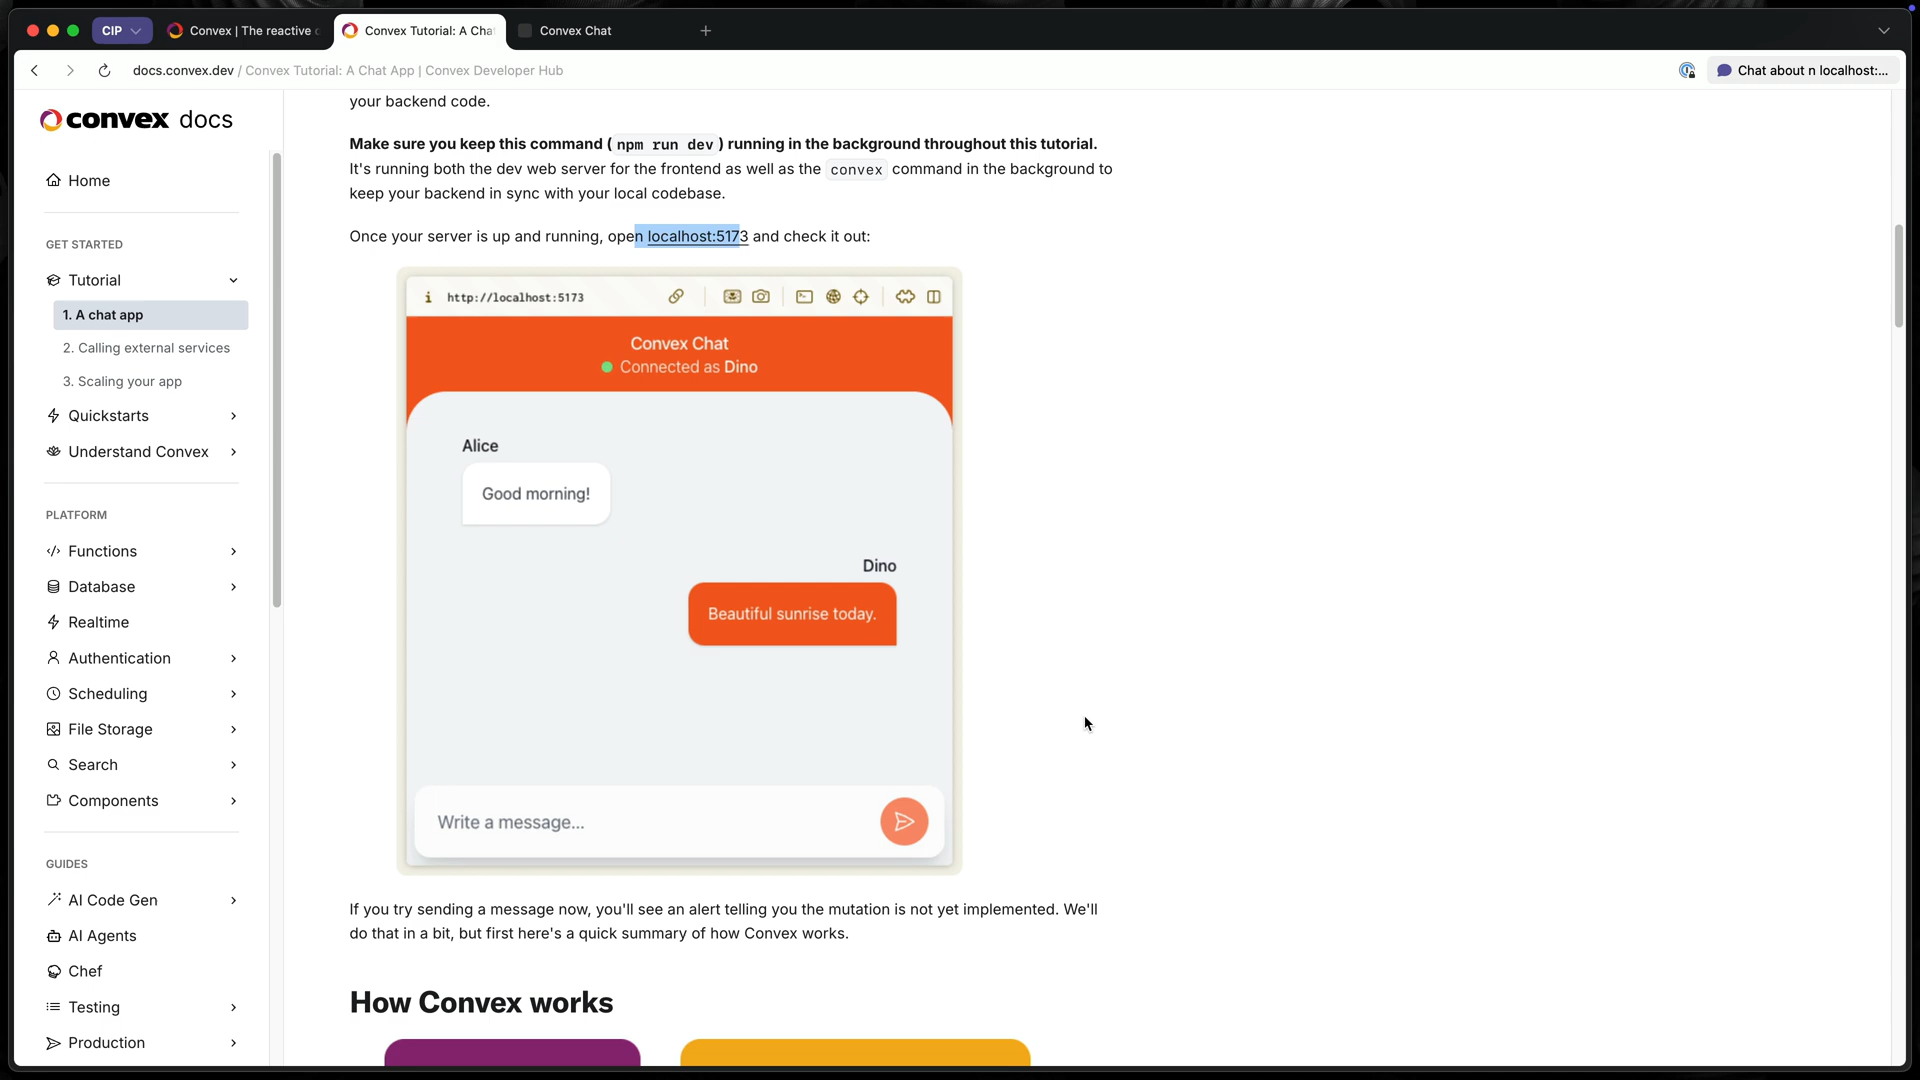 CIP
Convex | The reactive
Convex Tutorial: A Cha
Convex Chat
docs.convex.dev / Convex Tutorial: A Chat App | Convex Developer Hub
Chat about n localhost:...
convex docs
Home
GET STARTED
Tutorial
1. A chat app
2. Calling external services
3. Scaling your app
Quickstarts
Understand Convex
PLATFORM
Functions
Database
Realtime
Authentication
Scheduling
File Storage
Search
Components
GUIDES
AI Code Gen
AI Agents
Chef
Testing
Production
your backend code.
Make sure you keep this command ( npm run dev ) running in the background throughout this tutorial.
It's running both the dev web server for the frontend as well as the convex command in the background to
keep your backend in sync with your local codebase.
Once your server is up and running, open localhost:5173 and check it out:
http://localhost:5173
Convex Chat
Connected as Dino
Alice
Good morning!
Dino
Beautiful sunrise today.
Write a message...
If you try sending a message now, you'll see an alert telling you the mutation is not yet implemented. We'll
do that in a bit, but first here's a quick summary of how Convex works.
How Convex works